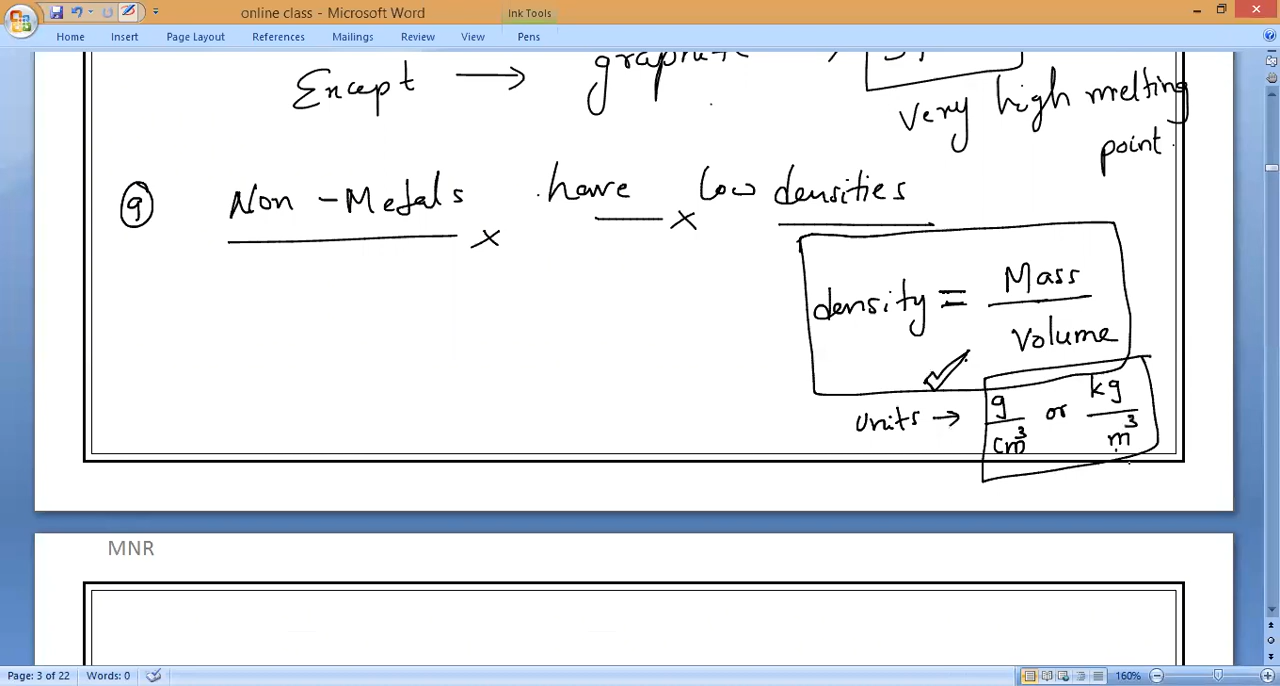 online class - Microsoft Word
Ink Tools
Home Insert Page Layout References Mailings Review View Pens
Except → graphite
very high melting
point.
9 Non-Metals have low densities
density = Mass
Volume
Units → g/cm³ or kg/m³
MNR
Page: 3 of 22 Words: 0 160%